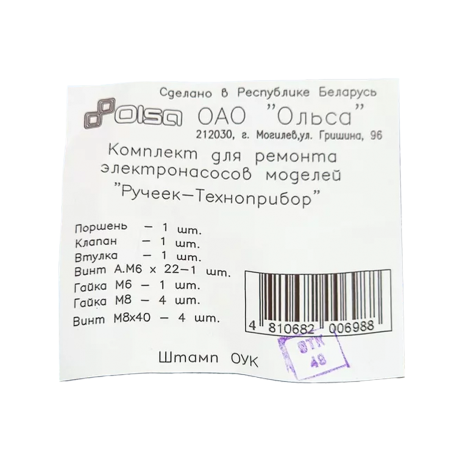 Сделано в Республике Беларусь
Olsa ОАО "Ольса"
212030, г. Могилев,ул. Гришина, 96
Комплект для ремонта
электронасосов моделей
"Ручеек-Техноприбор"
Поршень - 1 шт.
Клапан - 1 шт.
Втулка - 1 шт.
Винт А.М6 х 22-1 шт.
Гайка М6 - 1 шт.
Гайка М8 - 4 шт.
Винт М8х40 - 4 шт.
4 810682 006988
Штамп ОУК
ОТК
48